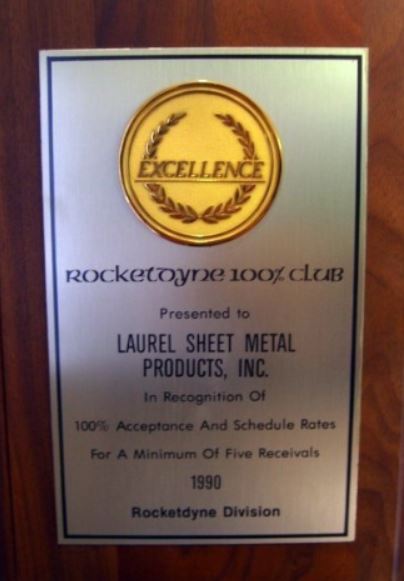 EXCELLENCE
ROCKETDYNE 100% CLUB
Presented to
LAUREL SHEET METAL
PRODUCTS, INC.
In Recognition Of
100% Acceptance And Schedule Rates
For A Minimum Of Five Receivals
1990
Rocketdyne Division